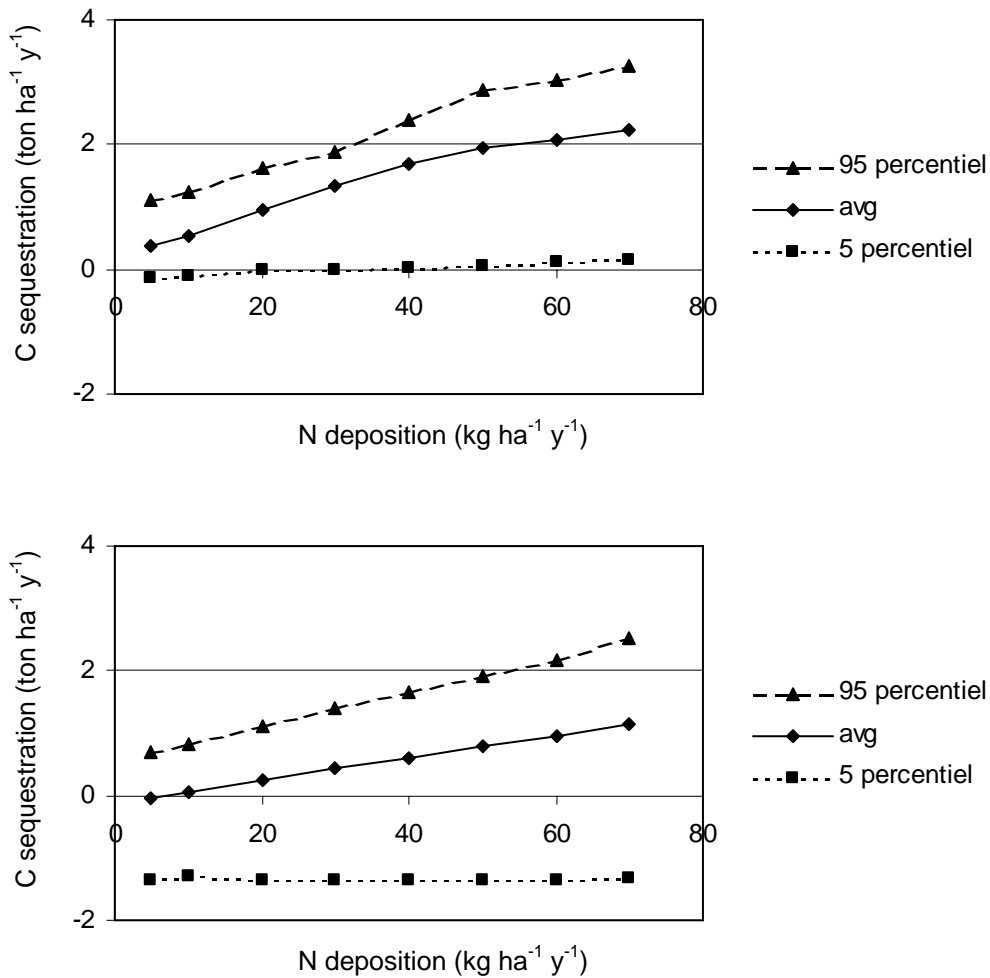 4
2
0
-2
0
20
40
60
80
C sequestration (ton ha⁻¹ y⁻¹)
N deposition (kg ha⁻¹ y⁻¹)
95 percentiel
avg
5 percentiel
4
2
0
-2
0
20
40
60
80
C sequestration (ton ha⁻¹ y⁻¹)
N deposition (kg ha⁻¹ y⁻¹)
95 percentiel
avg
5 percentiel